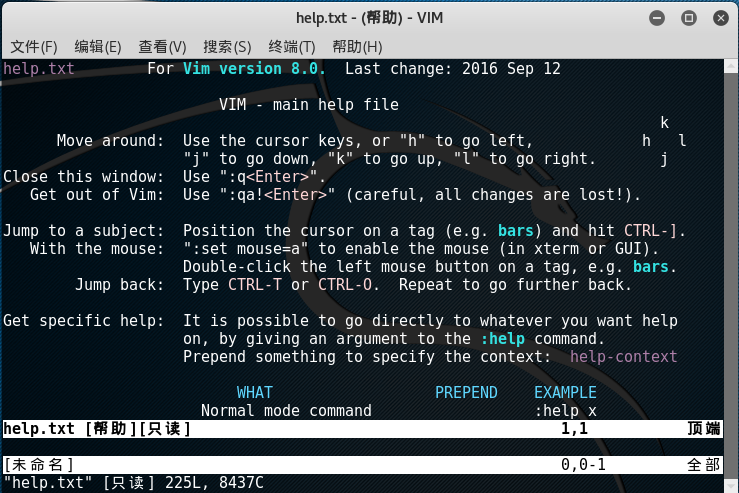 help.txt - (帮助) - VIM
文件(F) 编辑(E) 查看(V) 搜索(S) 终端(T) 帮助(H)
help.txt For Vim version 8.0. Last change: 2016 Sep 12
VIM - main help file
k
Move around: Use the cursor keys, or "h" to go left, h l
"j" to go down, "k" to go up, "l" to go right. j
Close this window: Use ":q<Enter>".
Get out of Vim: Use ":qa!<Enter>" (careful, all changes are lost!).
Jump to a subject: Position the cursor on a tag (e.g. bars) and hit CTRL-].
With the mouse: ":set mouse=a" to enable the mouse (in xterm or GUI).
Double-click the left mouse button on a tag, e.g. bars.
Jump back: Type CTRL-T or CTRL-O. Repeat to go further back.
Get specific help: It is possible to go directly to whatever you want help
on, by giving an argument to the :help command.
Prepend something to specify the context: help-context
WHAT PREPEND EXAMPLE
Normal mode command :help x
help.txt [帮助][只读] 1,1 顶端
[未命名] 0,0-1 全部
"help.txt" [只读] 225L, 8437C